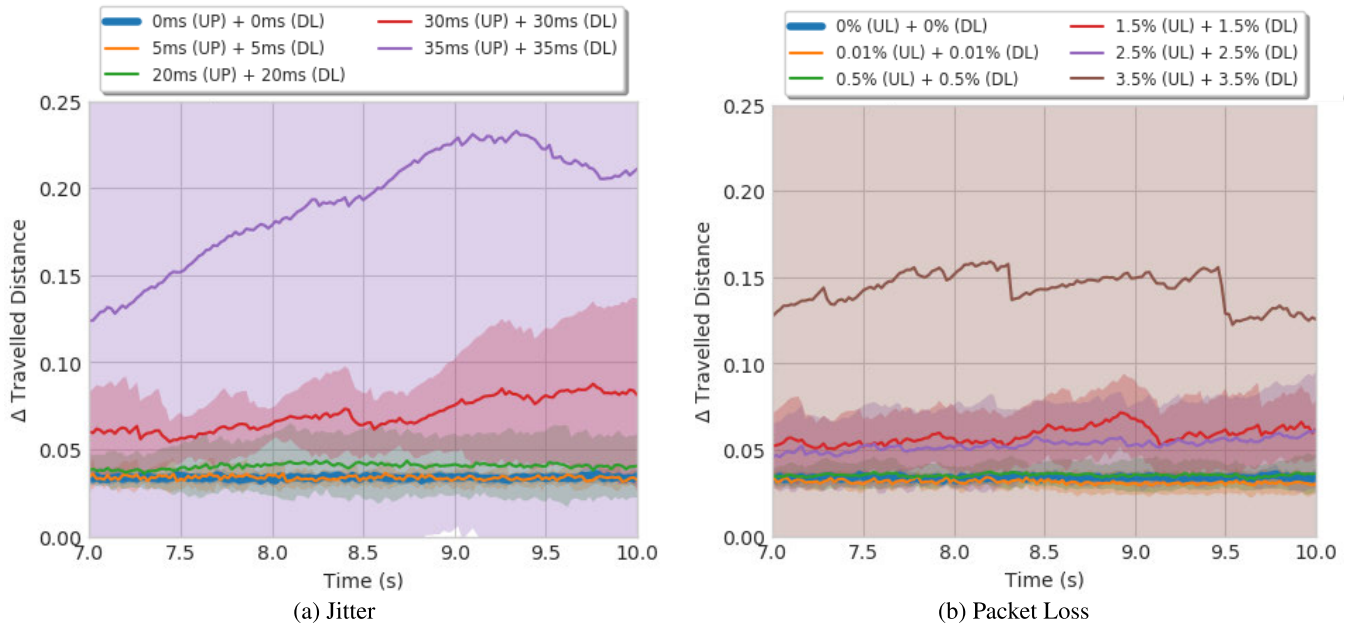 0ms (UP) + 0ms (DL)
5ms (UP) + 5ms (DL)
20ms (UP) + 20ms (DL)
30ms (UP) + 30ms (DL)
35ms (UP) + 35ms (DL)
0.25
0.20
0.15
0.10
0.05
0.00
Δ Travelled Distance
7.0 7.5 8.0 8.5 9.0 9.5 10.0
Time (s)
(a) Jitter
0% (UL) + 0% (DL)
0.01% (UL) + 0.01% (DL)
0.5% (UL) + 0.5% (DL)
1.5% (UL) + 1.5% (DL)
2.5% (UL) + 2.5% (DL)
3.5% (UL) + 3.5% (DL)
0.25
0.20
0.15
0.10
0.05
0.00
Δ Travelled Distance
7.0 7.5 8.0 8.5 9.0 9.5 10.0
Time (s)
(b) Packet Loss